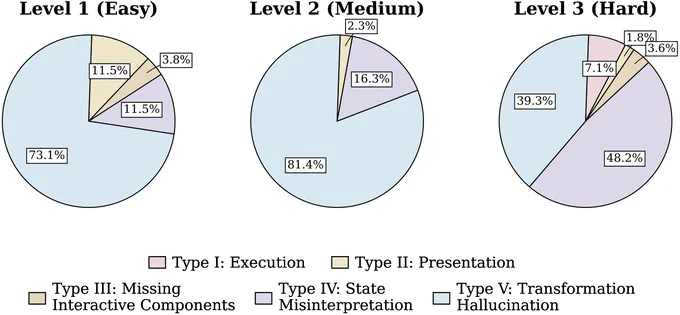 Level 1 (Easy)
11.5%
3.8%
11.5%
73.1%
Level 2 (Medium)
2.3%
16.3%
81.4%
Level 3 (Hard)
1.8%
3.6%
7.1%
39.3%
48.2%
Type I: Execution
Type II: Presentation
Type III: Missing
Interactive Components
Type IV: State
Misinterpretation
Type V: Transformation
Hallucination